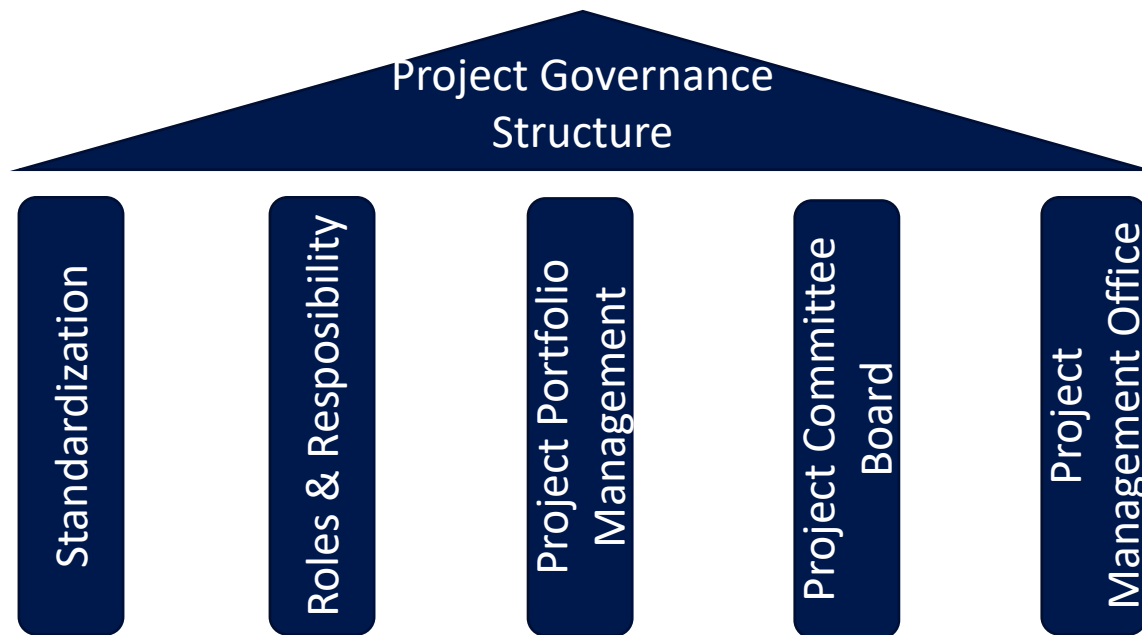 Project Governance
Structure
Standardization
Roles & Resposibility
Project Portfolio
Management
Project Committee
Board
Project
Management Office